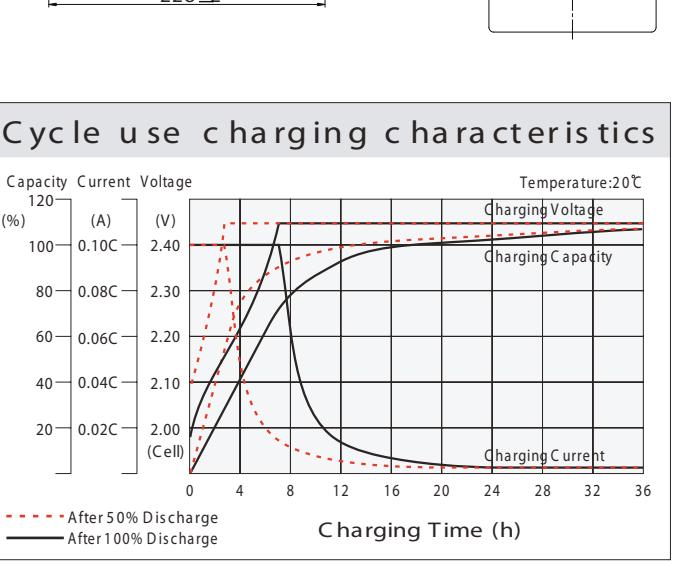 Cycle use charging characteristics
Capacity Current Voltage
Temperature:20℃
120
(%) (A) (V)
Charging Voltage
100 0.10C 2.40
Charging Capacity
80 0.08C 2.30
60 0.06C 2.20
40 0.04C 2.10
20 0.02C 2.00
(Cell)
Charging Current
0 4 8 12 16 20 24 28 32 36
After 50% Discharge
After 100% Discharge
Charging Time (h)